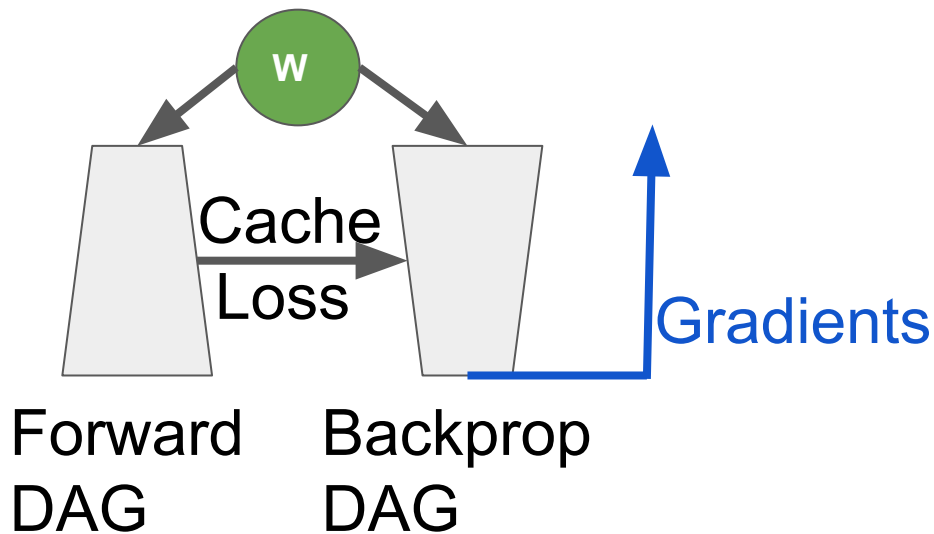 W
Cache
Loss
Gradients
Forward
DAG
Backprop
DAG